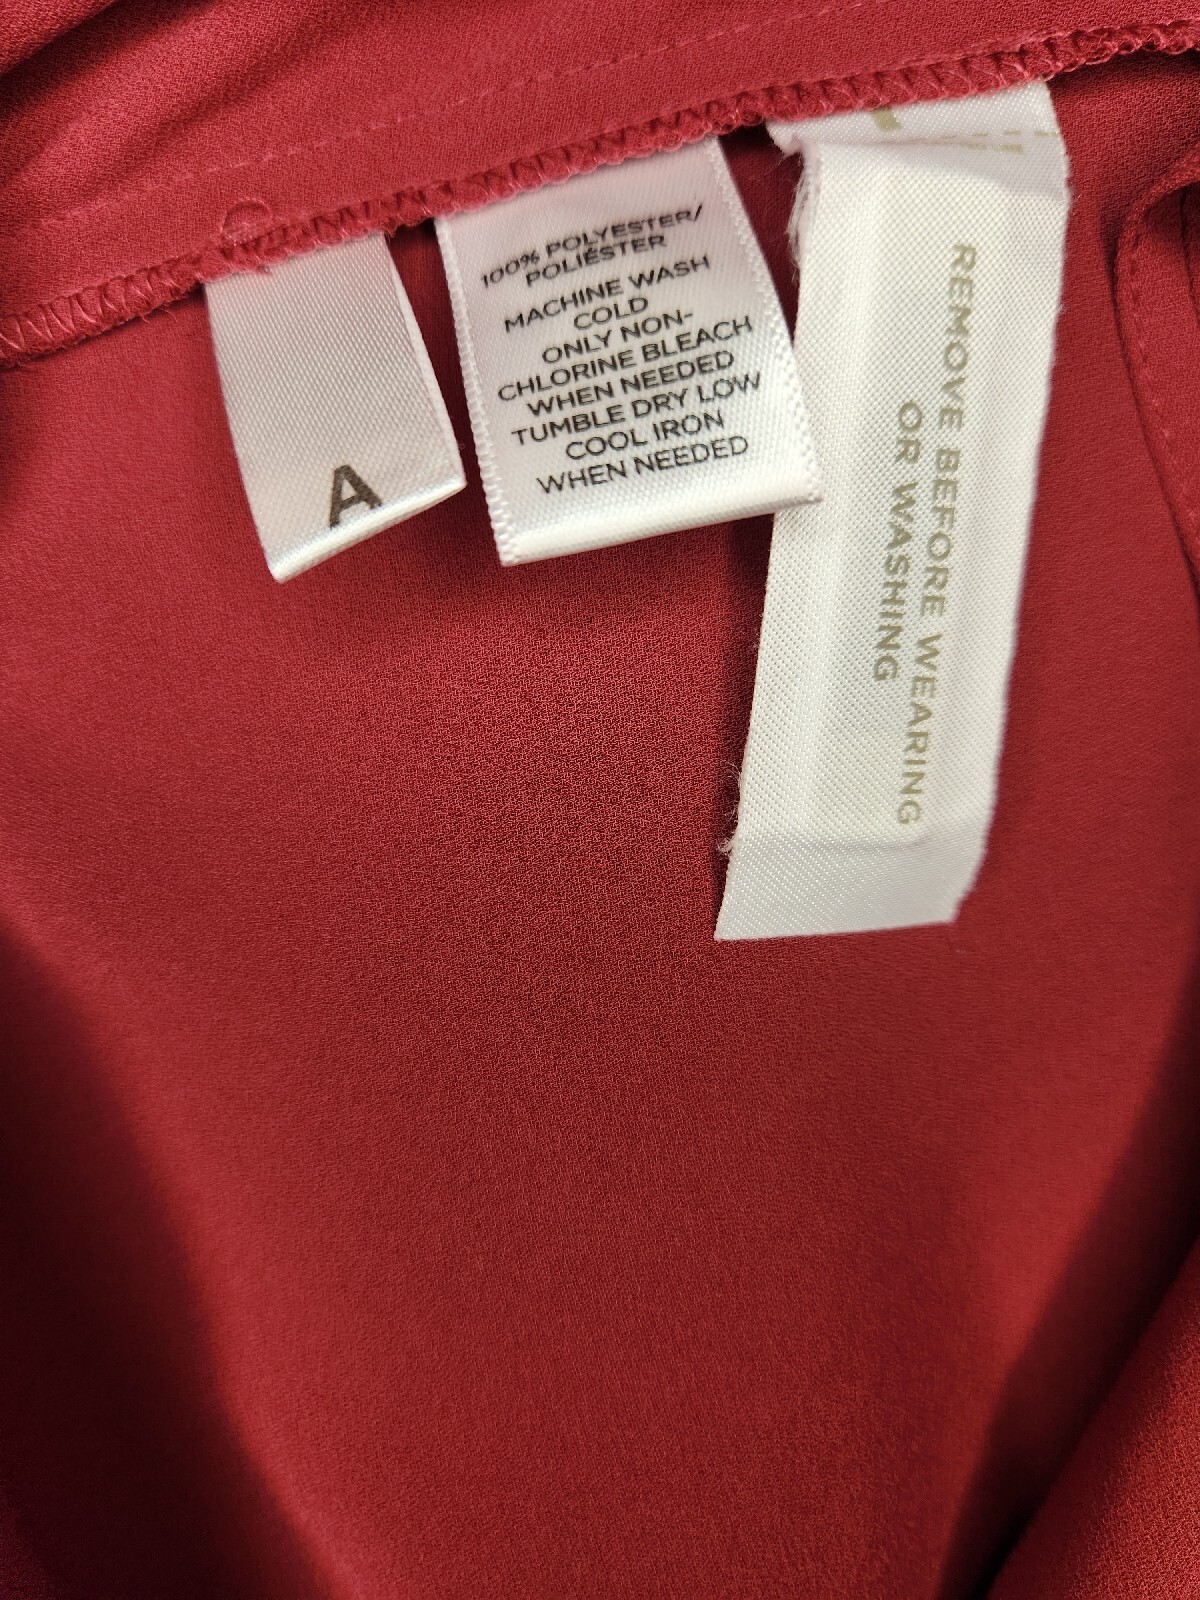 A
100% POLYESTER/
POLIÉSTER
MACHINE WASH
COLD
ONLY NON-
CHLORINE BLEACH
WHEN NEEDED
TUMBLE DRY LOW
COOL IRON
WHEN NEEDED
REMOVE BEFORE WEARING
OR WASHING